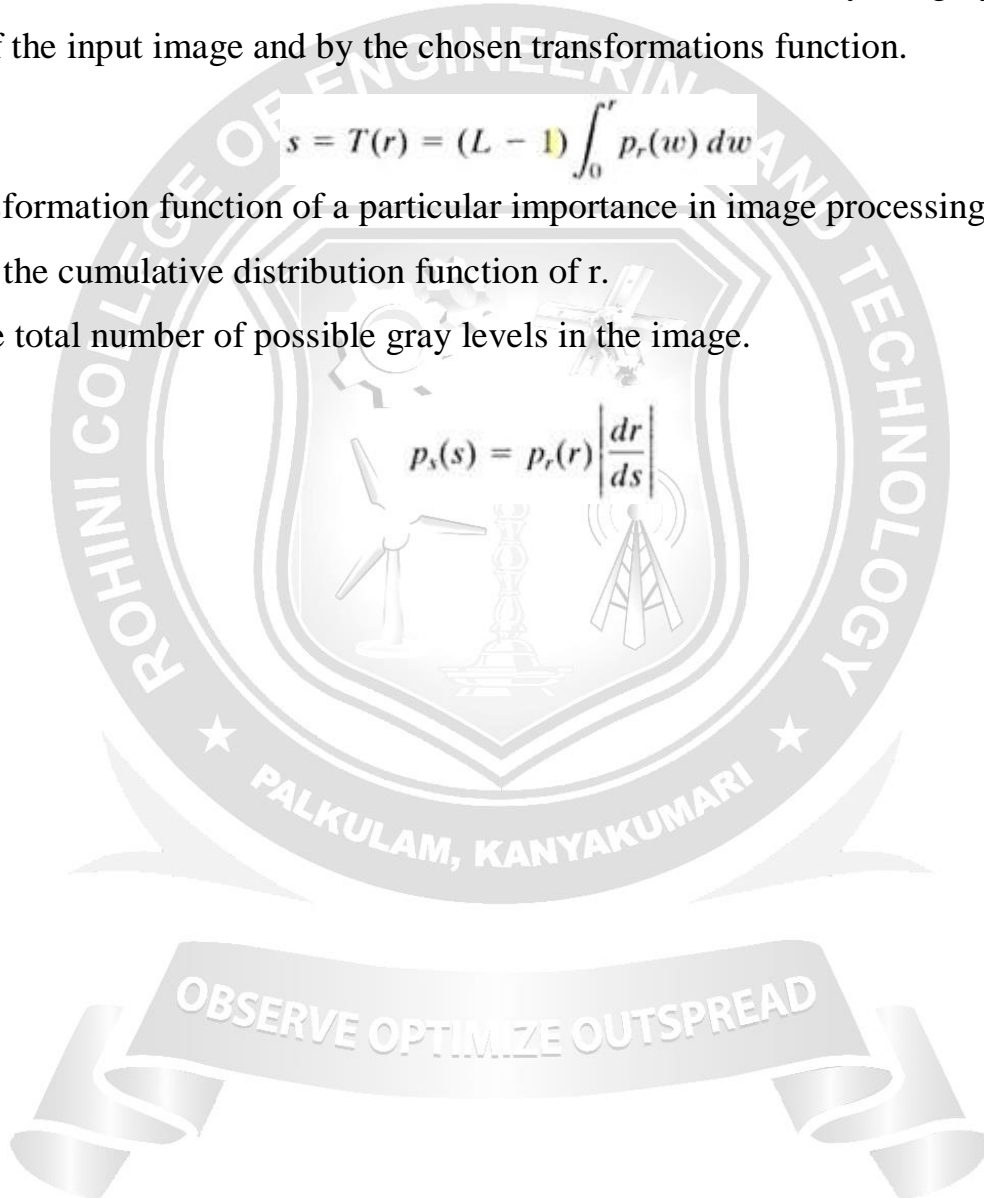 f the input image and by the chosen transformations function.
s = T(r) = (L − 1) ∫₀ʳ pᵣ(w) dw
sformation function of a particular importance in image processing
the cumulative distribution function of r.
e total number of possible gray levels in the image.
pₛ(s) = pᵣ(r) |dr/ds|
ROHINI COLLEGE OF ENGINEERING AND TECHNOLOGY
PALKULAM, KANYAKUMARI
OBSERVE OPTIMIZE OUTSPREAD